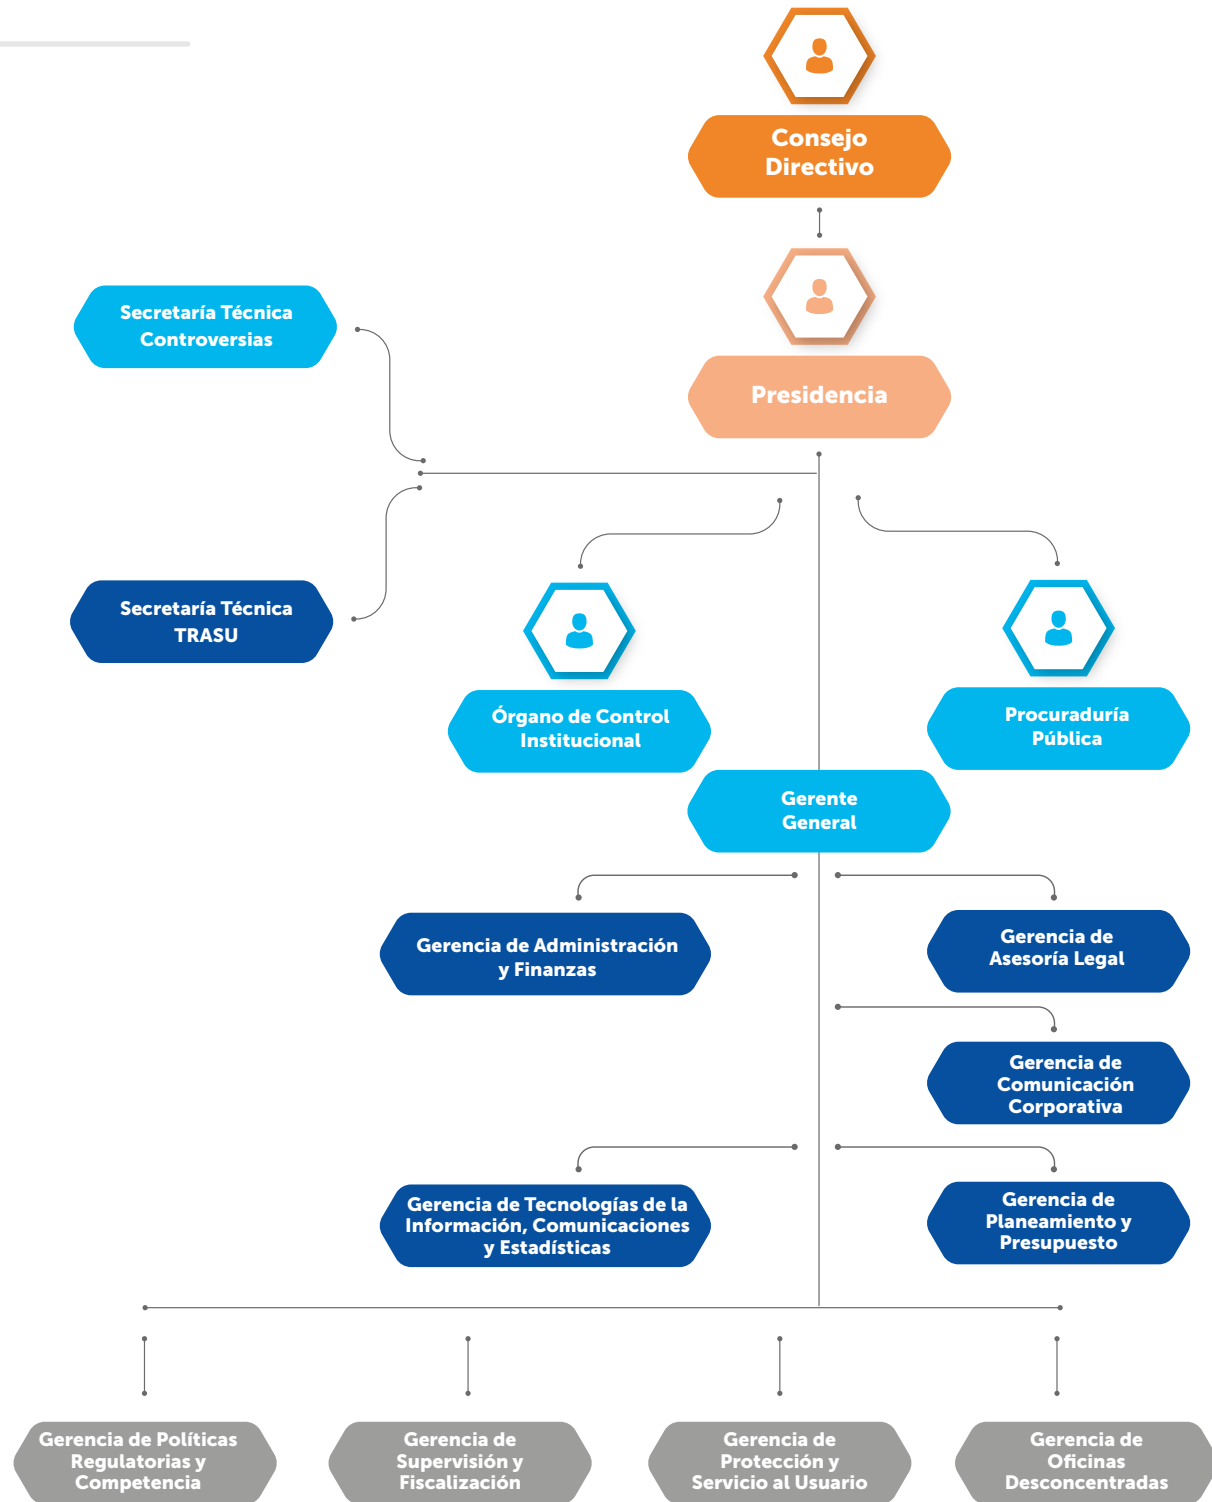 Consejo
Directivo
Presidencia
Secretaría Técnica
Controversias
Secretaría Técnica
TRASU
Órgano de Control
Institucional
Procuraduría
Pública
Gerente
General
Gerencia de Administración
y Finanzas
Gerencia de
Asesoría Legal
Gerencia de
Comunicación
Corporativa
Gerencia de Tecnologías de la
Información, Comunicaciones
y Estadísticas
Gerencia de
Planeamiento y
Presupuesto
Gerencia de Políticas
Regulatorias y
Competencia
Gerencia de
Supervisión y
Fiscalización
Gerencia de
Protección y
Servicio al Usuario
Gerencia de
Oficinas
Desconcentradas